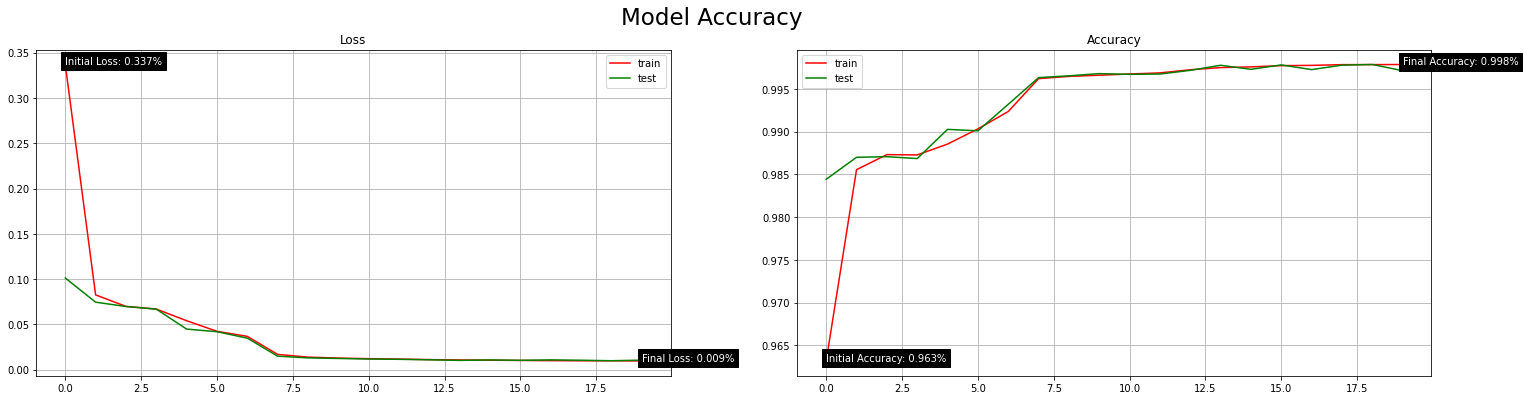 Model Accuracy
Loss
0.35
0.30
0.25
0.20
0.15
0.10
0.05
0.00
Initial Loss: 0.337%
train
test
Final Loss: 0.009%
0.0 2.5 5.0 7.5 10.0 12.5 15.0 17.5
Accuracy
0.995
0.990
0.985
0.980
0.975
0.970
0.965
train
test
Final Accuracy: 0.998%
Initial Accuracy: 0.963%
0.0 2.5 5.0 7.5 10.0 12.5 15.0 17.5